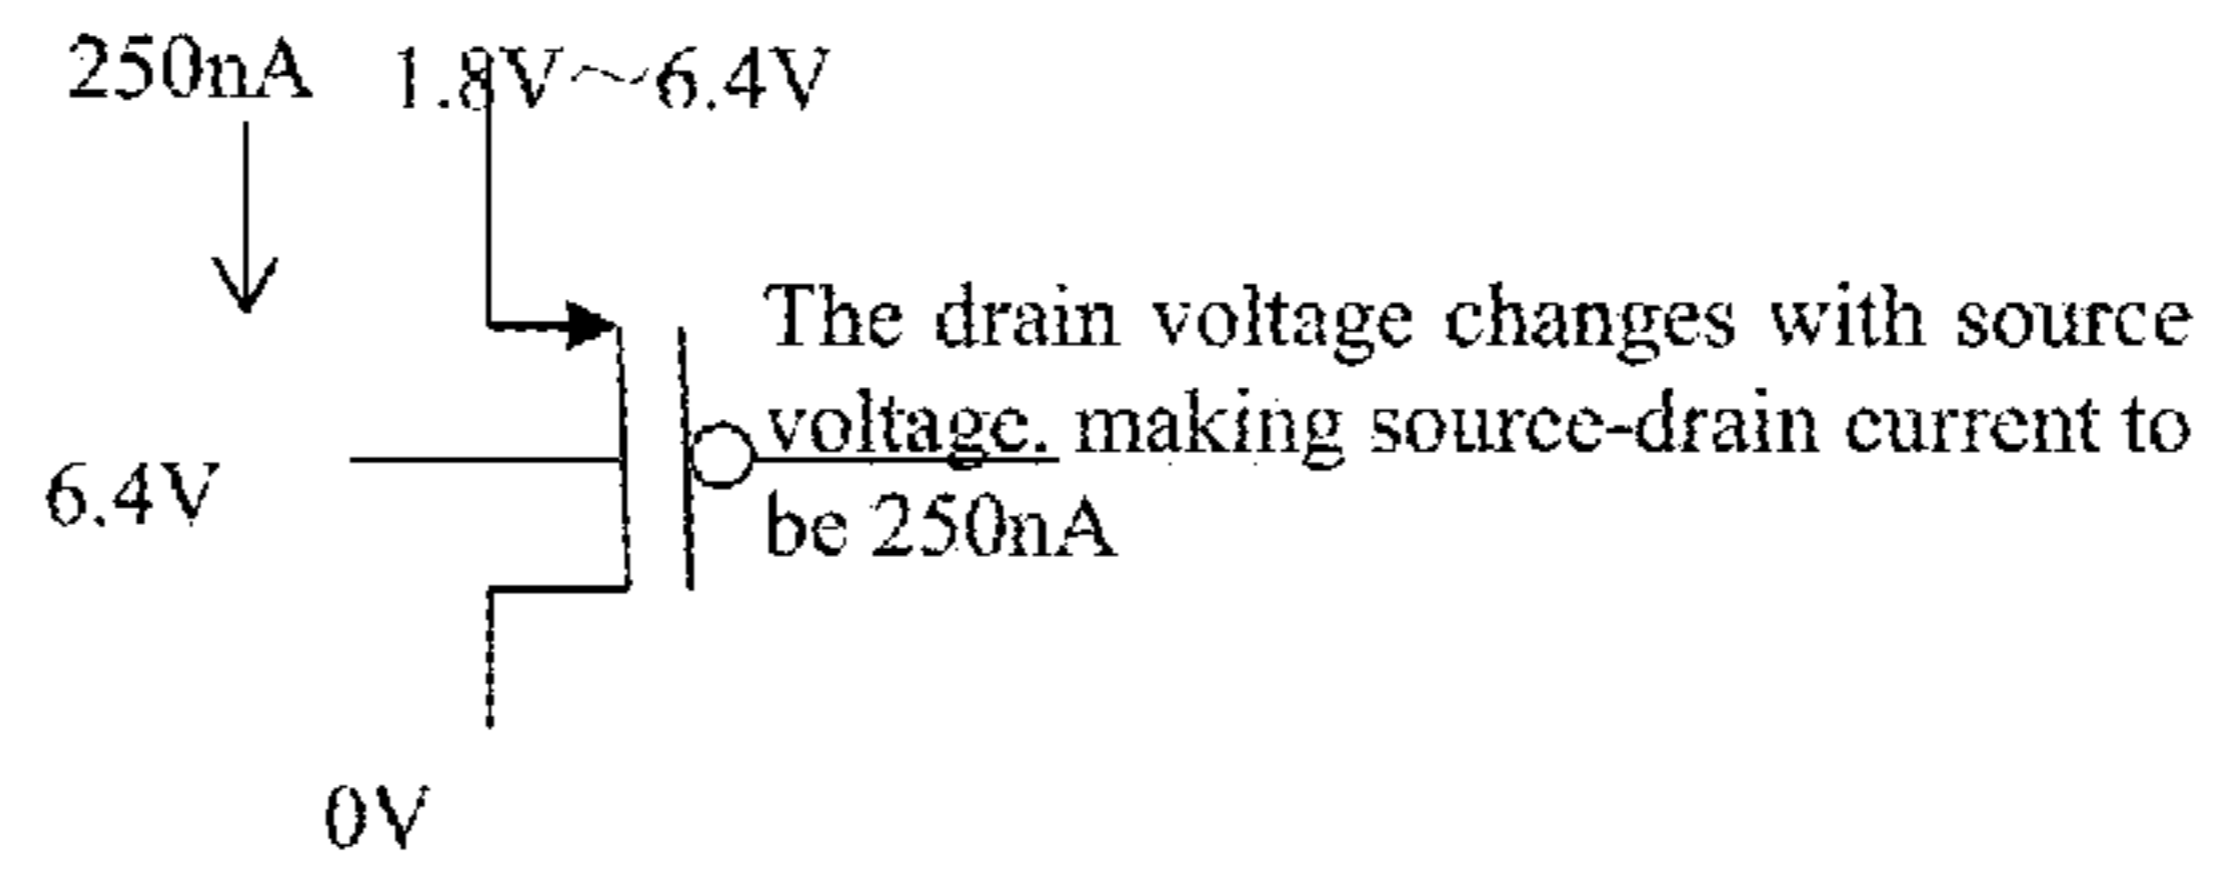 250nA
1.8V～6.4V
The drain voltage changes with source
voltage. making source-drain current to
be 250nA
6.4V
0V